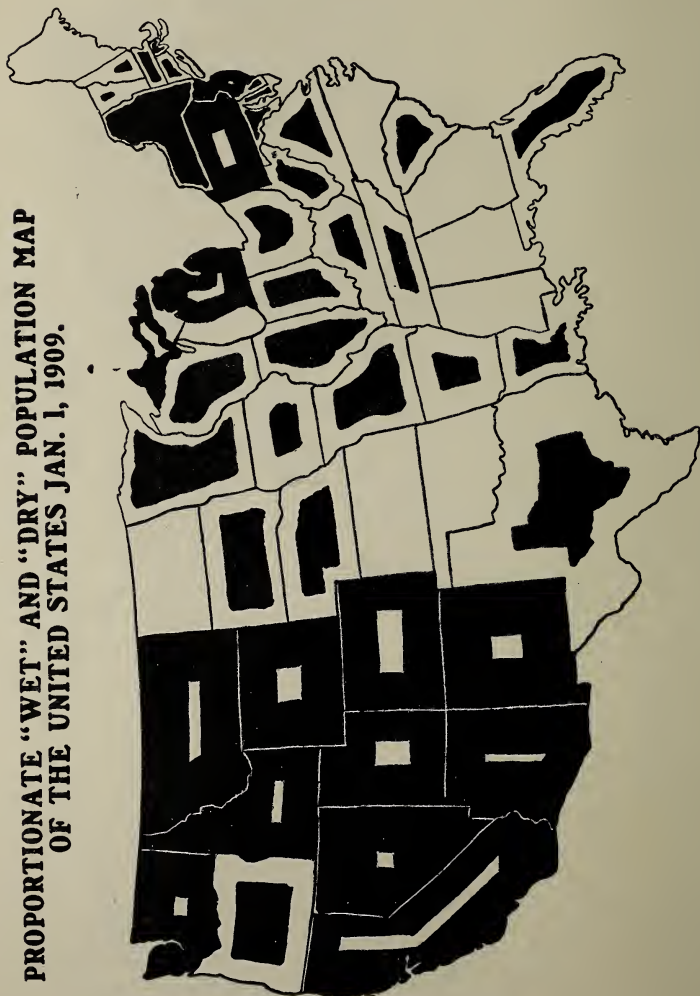 PROPORTIONATE “WET” AND “DRY” POPULATION MAP
OF THE UNITED STATES JAN. 1, 1909.